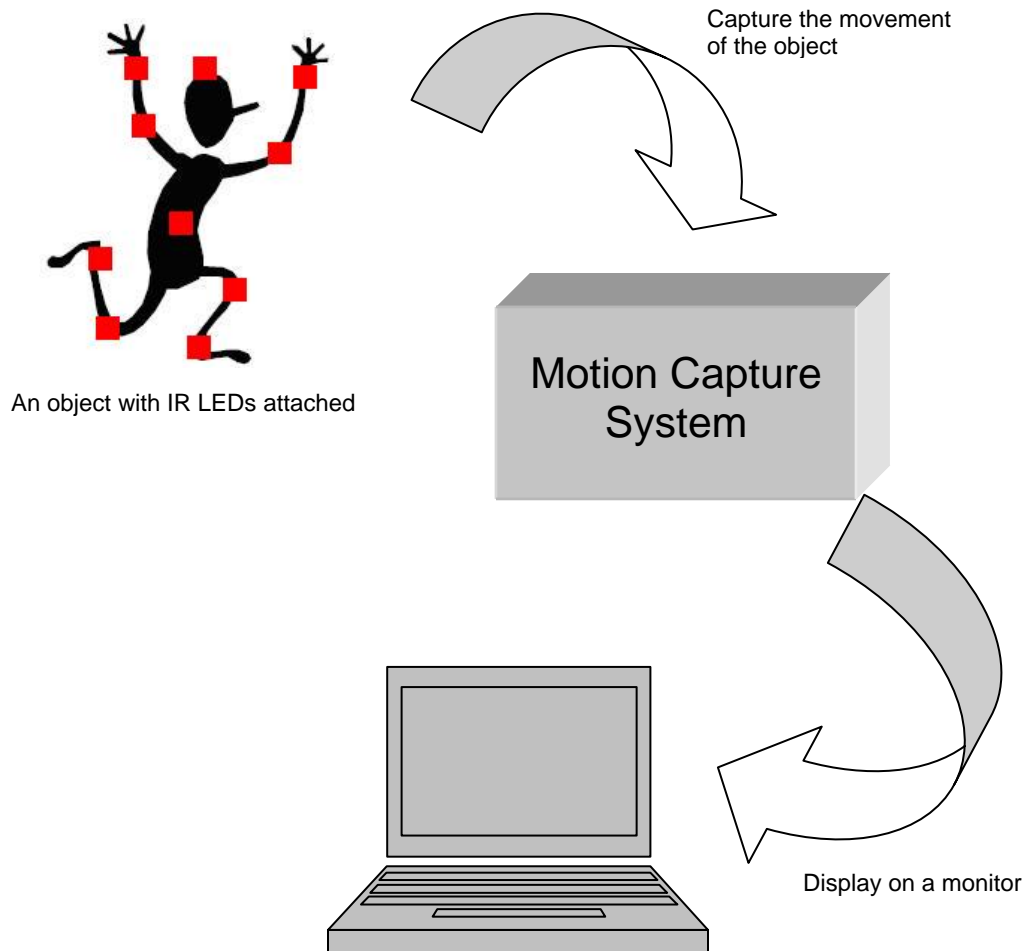 Capture the movement
of the object
An object with IR LEDs attached
Motion Capture
System
Display on a monitor